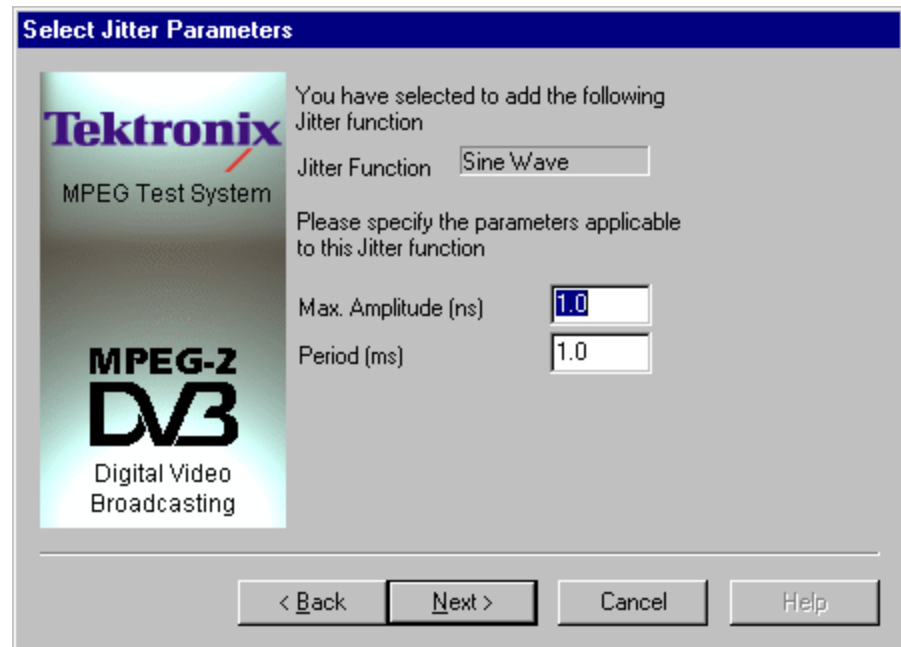 Select Jitter Parameters
Tektronix
MPEG Test System
MPEG-2
DVB
Digital Video
Broadcasting
You have selected to add the following
Jitter function
Jitter Function Sine Wave
Please specify the parameters applicable
to this Jitter function
Max. Amplitude (ns) 1.0
Period (ms) 1.0
< Back Next > Cancel Help